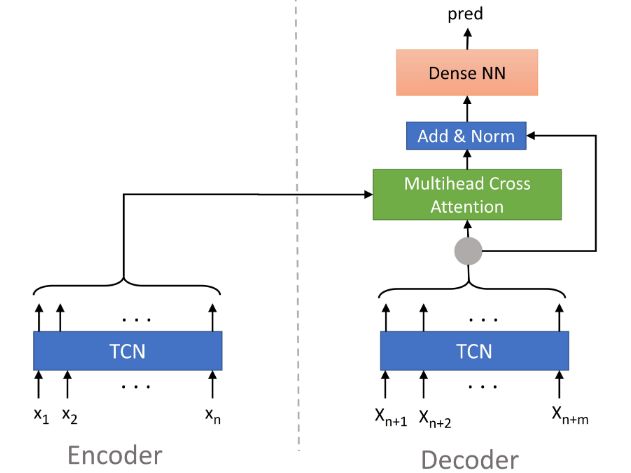 pred
Dense NN
Add & Norm
Multihead Cross
Attention
. . .
. . .
TCN
TCN
. . .
. . .
x1 x2 xn
Xn+1 Xn+2 Xn+m
Encoder
Decoder